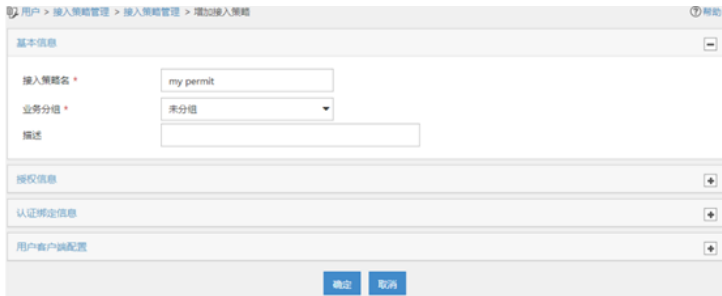 用户 > 接入策略管理 > 接入策略管理 > 增加接入策略 ?帮助
基本信息
接入策略名 * my permit
业务分组 * 未分组
描述
授权信息
认证绑定信息
用户客户端配置
确定 取消